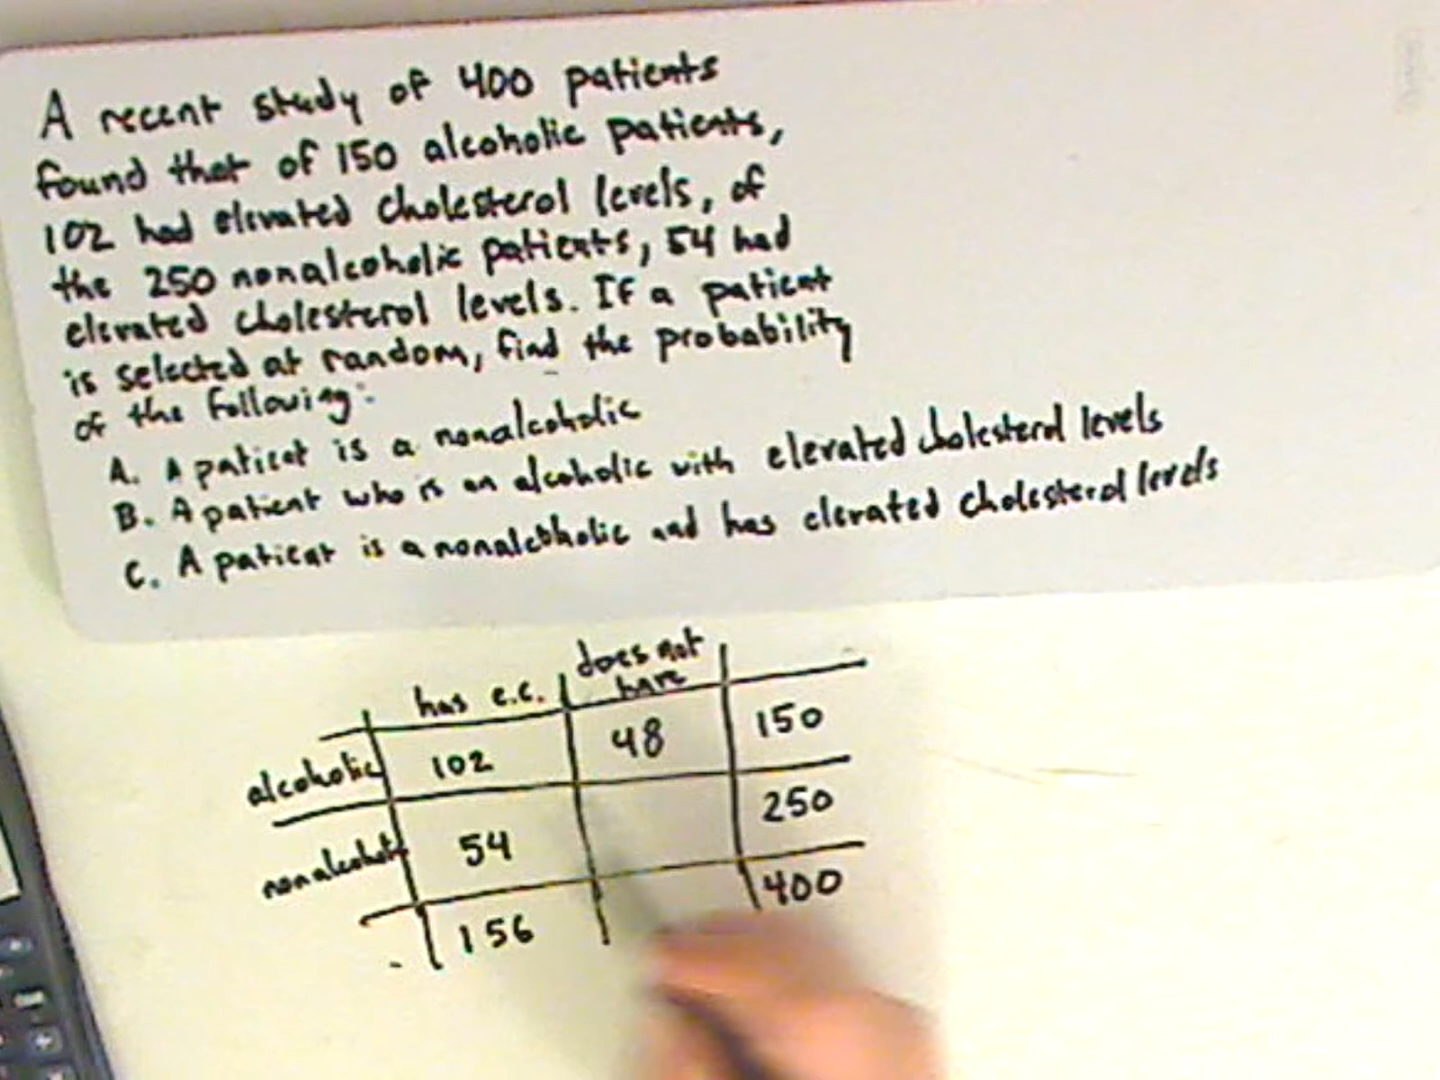 A recent study of 400 patients
found that of 150 alcoholic patients,
102 had elevated cholesterol levels, of
the 250 nonalcoholic patients, 54 had
elevated cholesterol levels. If a patient
is selected at random, find the probability
of the following:
A. A patient is a nonalcoholic
B. A patient who is an alcoholic with elevated cholesterol levels
C. A patient is a nonalcoholic and has elevated cholesterol levels
has e.c. does not have
alcoholic 102 48 150
nonalcoholic 54 250
156 400